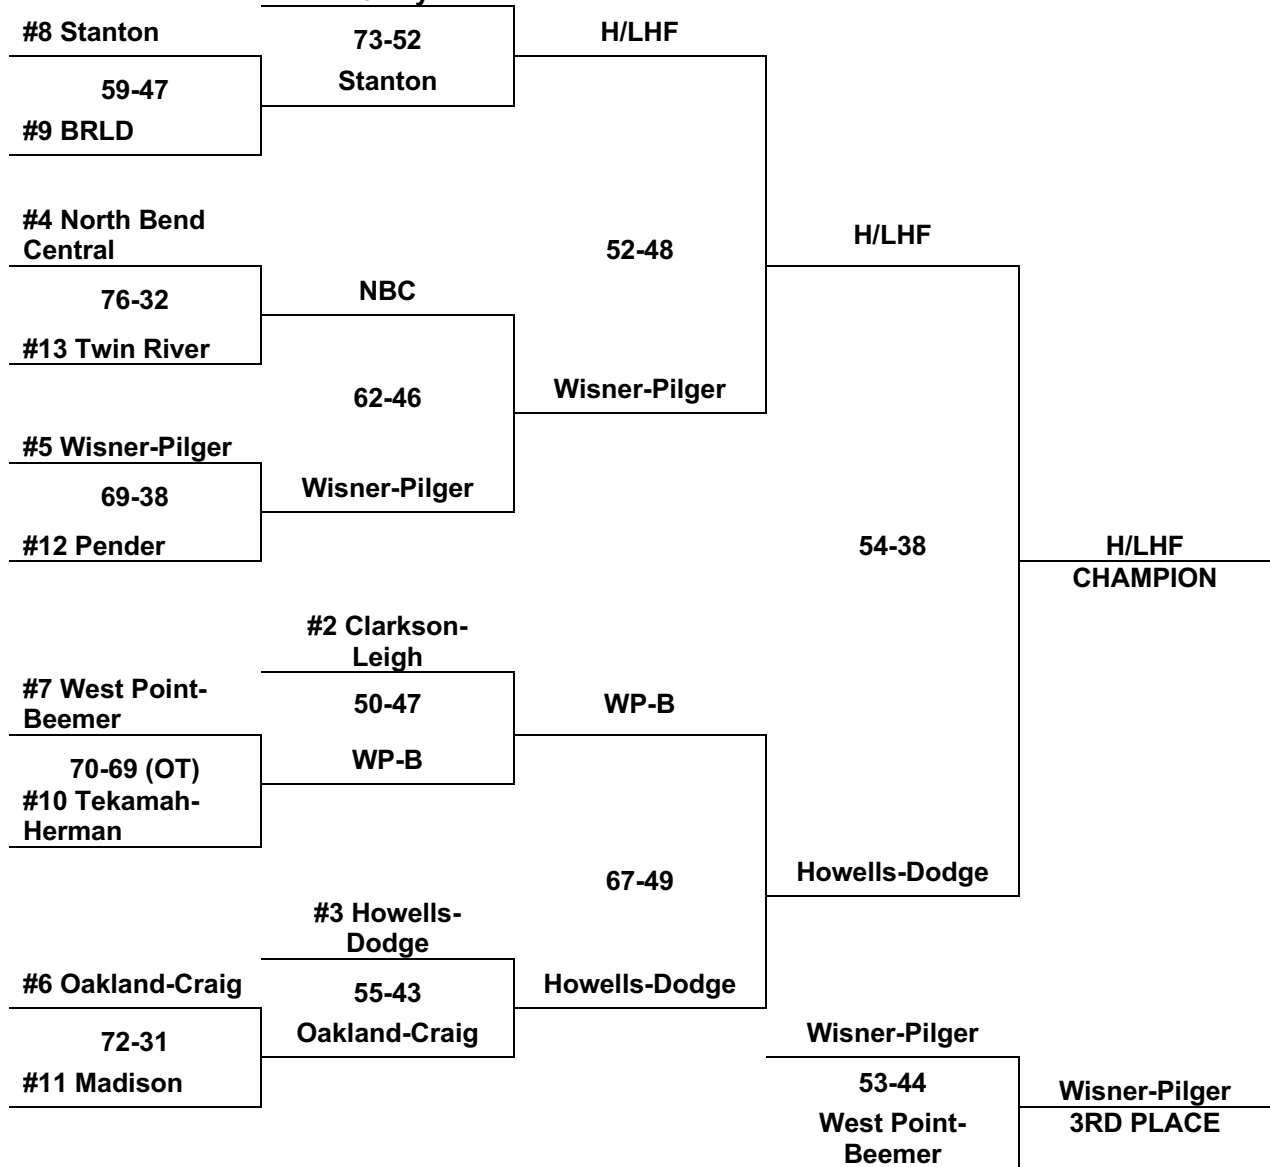 #8 Stanton
73-52
H/LHF
59-47
Stanton
#9 BRLD
#4 North Bend
Central
52-48
H/LHF
76-32
NBC
#13 Twin River
62-46
Wisner-Pilger
#5 Wisner-Pilger
69-38
Wisner-Pilger
#12 Pender
54-38
H/LHF
CHAMPION
#2 Clarkson-
Leigh
#7 West Point-
Beemer
50-47
WP-B
70-69 (OT)
WP-B
#10 Tekamah-
Herman
67-49
Howells-Dodge
#3 Howells-
Dodge
#6 Oakland-Craig
55-43
Howells-Dodge
72-31
Oakland-Craig
#11 Madison
Wisner-Pilger
53-44
West Point-
Beemer
Wisner-Pilger
3RD PLACE